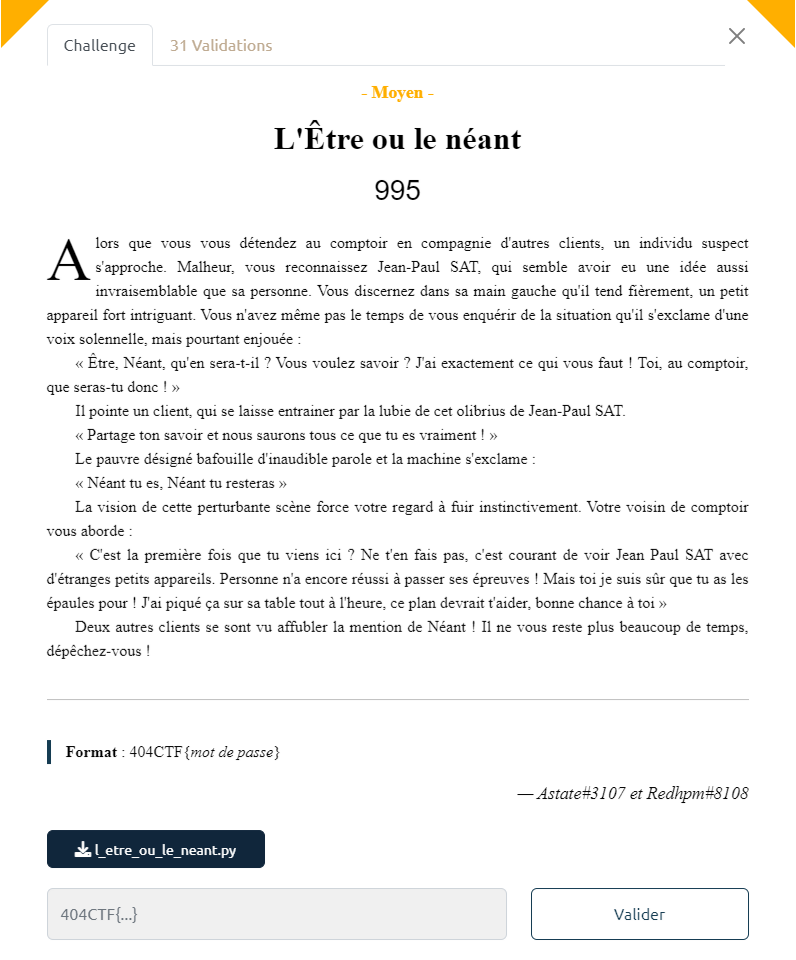 Challenge
31 Validations
- Moyen -
L'Être ou le néant
995
Alors que vous vous détendez au comptoir en compagnie d'autres clients, un individu suspect
s'approche. Malheur, vous reconnaissez Jean-Paul SAT, qui semble avoir eu une idée aussi
invraisemblable que sa personne. Vous discernez dans sa main gauche qu'il tend fièrement, un petit
appareil fort intriguant. Vous n'avez même pas le temps de vous enquérir de la situation qu'il s'exclame d'une
voix solennelle, mais pourtant enjouée :
« Être, Néant, qu'en sera-t-il ? Vous voulez savoir ? J'ai exactement ce qui vous faut ! Toi, au comptoir,
que seras-tu donc ! »
Il pointe un client, qui se laisse entrainer par la lubie de cet olibrius de Jean-Paul SAT.
« Partage ton savoir et nous saurons tous ce que tu es vraiment ! »
Le pauvre désigné bafouille d'inaudible parole et la machine s'exclame :
« Néant tu es, Néant tu resteras »
La vision de cette perturbante scène force votre regard à fuir instinctivement. Votre voisin de comptoir
vous aborde :
« C'est la première fois que tu viens ici ? Ne t'en fais pas, c'est courant de voir Jean Paul SAT avec
d'étranges petits appareils. Personne n'a encore réussi à passer ses épreuves ! Mais toi je suis sûr que tu as les
épaules pour ! J'ai piqué ça sur sa table tout à l'heure, ce plan devrait t'aider, bonne chance à toi »
Deux autres clients se sont vu affubler la mention de Néant ! Il ne vous reste plus beaucoup de temps,
dépêchez-vous !
Format : 404CTF{mot de passe}
— Astate#3107 et Redhpm#8108
l_etre_ou_le_neant.py
404CTF{...}
Valider